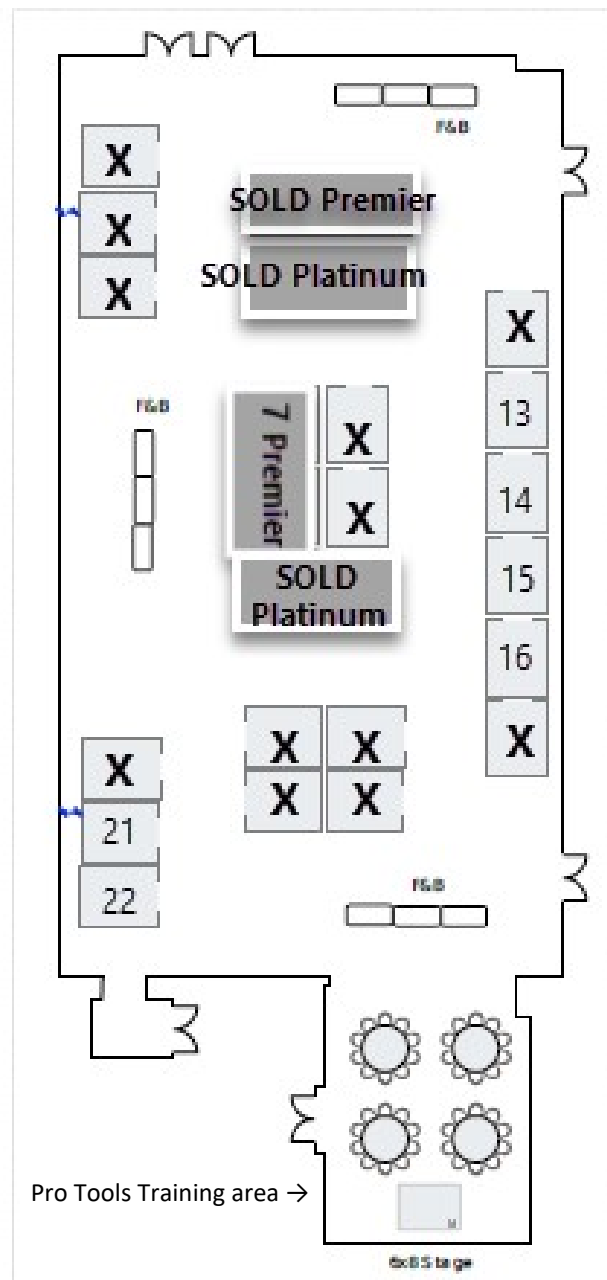 F&B
X
SOLD Premier
X
SOLD Platinum
X
X
F&B
7 Premier
X
13
X
14
SOLD
Platinum
15
16
X
X
X
X
X
X
21
22
F&B
Pro Tools Training area →
6x8 Stage